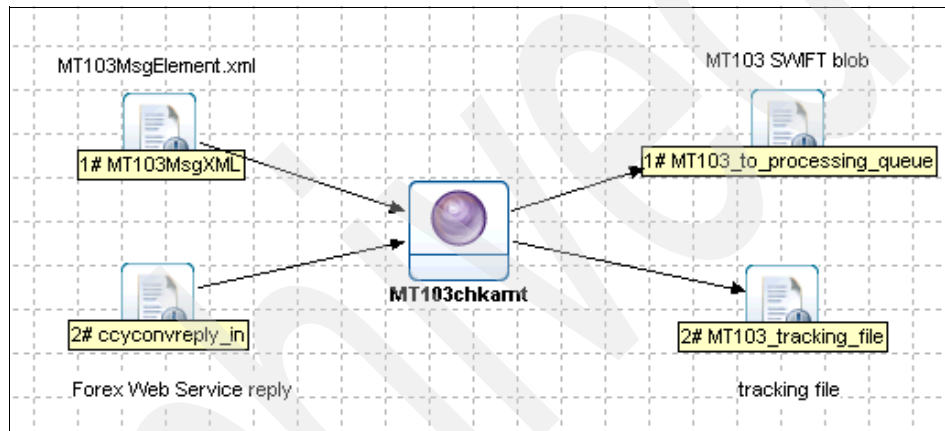 MT103MsgElement.xml
MT103 SWIFT blob
1# MT103MsgXML
1# MT103_to_processing_queue
MT103chkamt
2# ccyconvreply_in
2# MT103_tracking_file
Forex Web Service reply
tracking file